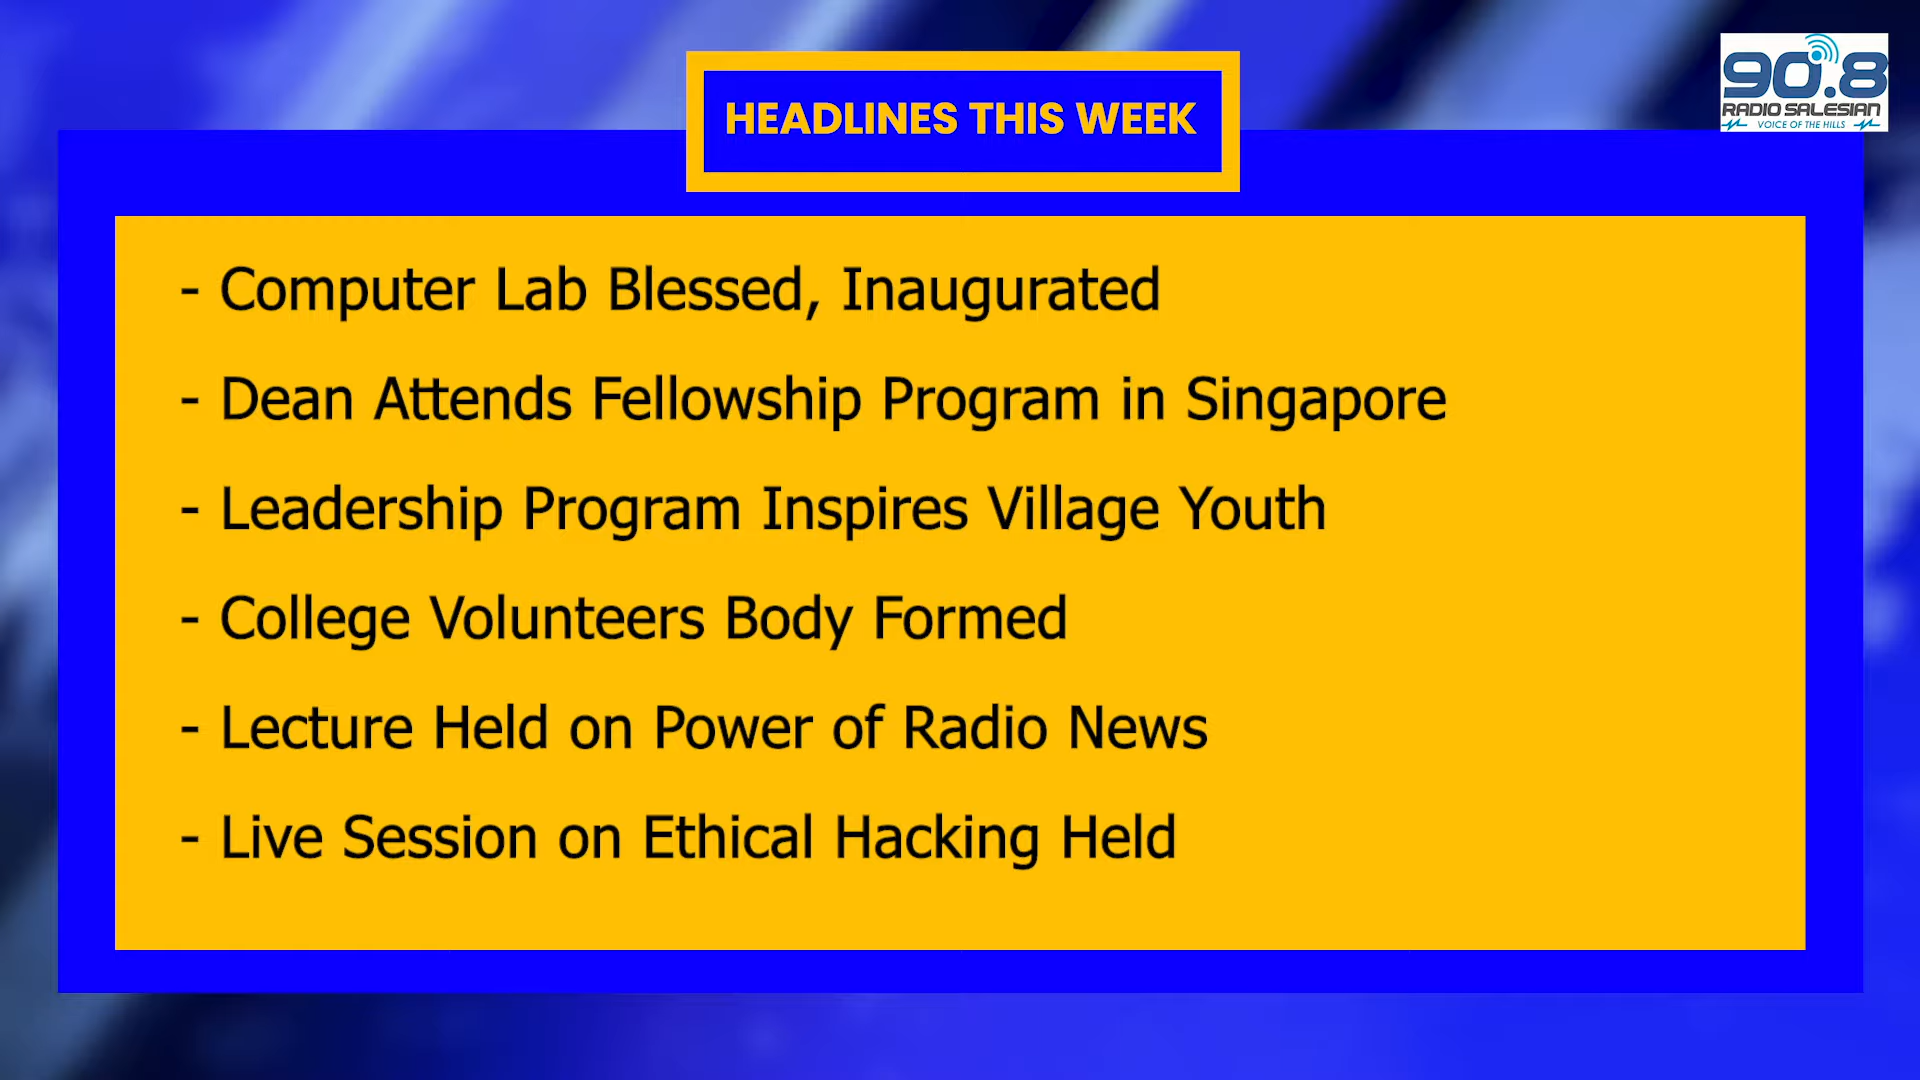 HEADLINES THIS WEEK
90.8
RADIO SALESIAN
VOICE OF THE HILLS
- Computer Lab Blessed, Inaugurated
- Dean Attends Fellowship Program in Singapore
- Leadership Program Inspires Village Youth
- College Volunteers Body Formed
- Lecture Held on Power of Radio News
- Live Session on Ethical Hacking Held